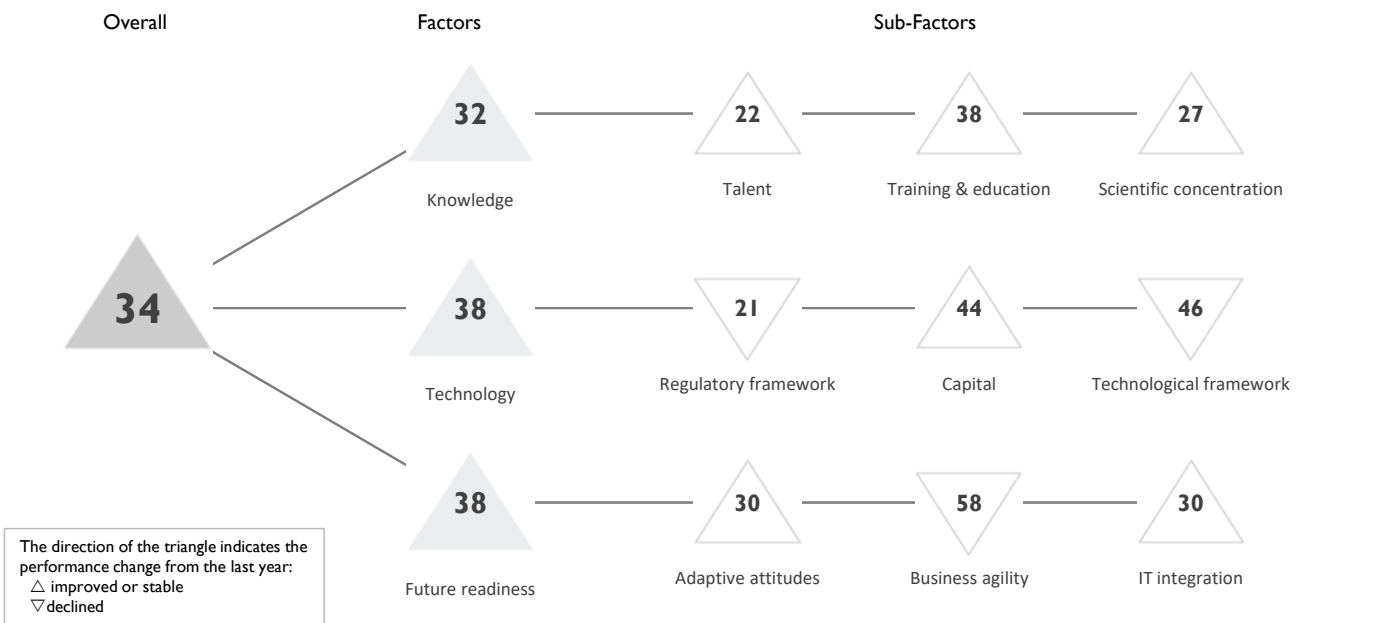 Overall Factors Sub-Factors
32 22 38 27
Knowledge Talent Training & education Scientific concentration
34 38 21 44 46
Technology Regulatory framework Capital Technological framework
38 30 58 30
Future readiness Adaptive attitudes Business agility IT integration
The direction of the triangle indicates the
performance change from the last year:
△ improved or stable
▽ declined